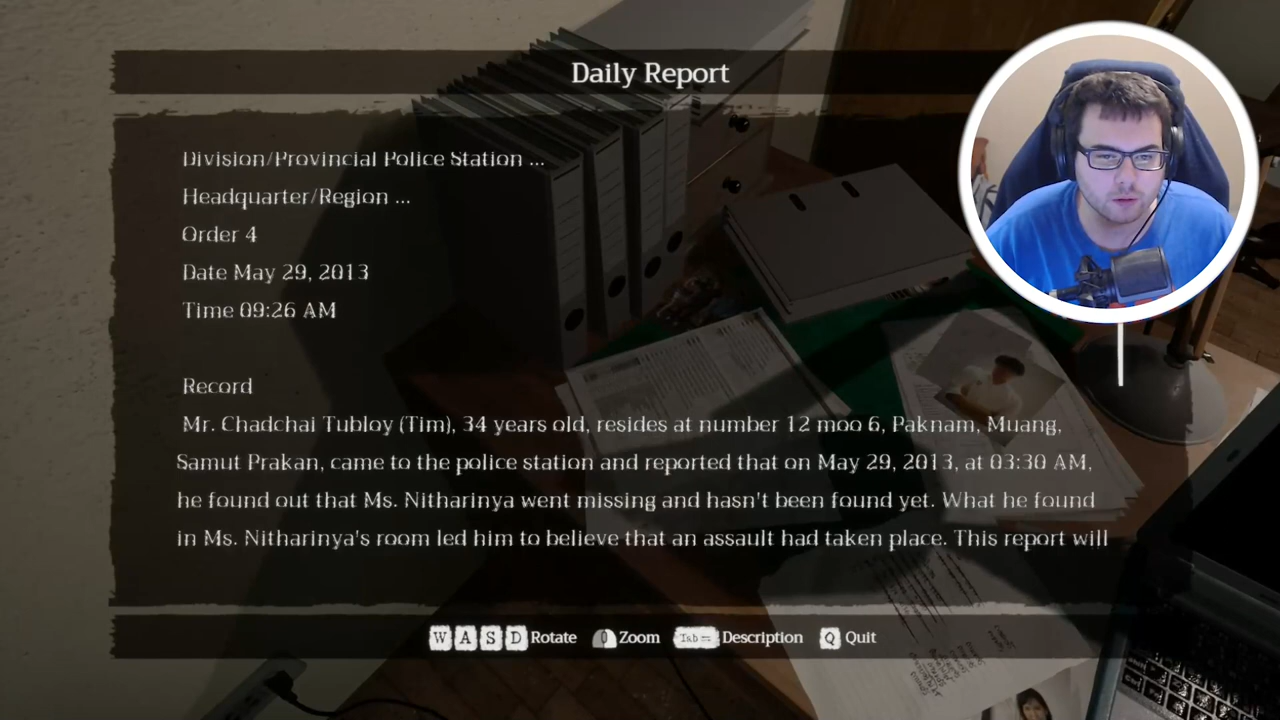 Daily Report
Division/Provincial Police Station ...
Headquarter/Region ...
Order 4
Date May 29, 2013
Time 09:26 AM
Record
Mr. Chadchai Tubloy (Tim), 34 years old, resides at number 12 moo 6, Paknam, Muang,
Samut Prakan, came to the police station and reported that on May 29, 2013, at 03:30 AM,
he found out that Ms. Nitharinya went missing and hasn't been found yet. What he found
in Ms. Nitharinya's room led him to believe that an assault had taken place. This report will
W A S D Rotate Zoom Tab Description Q Quit